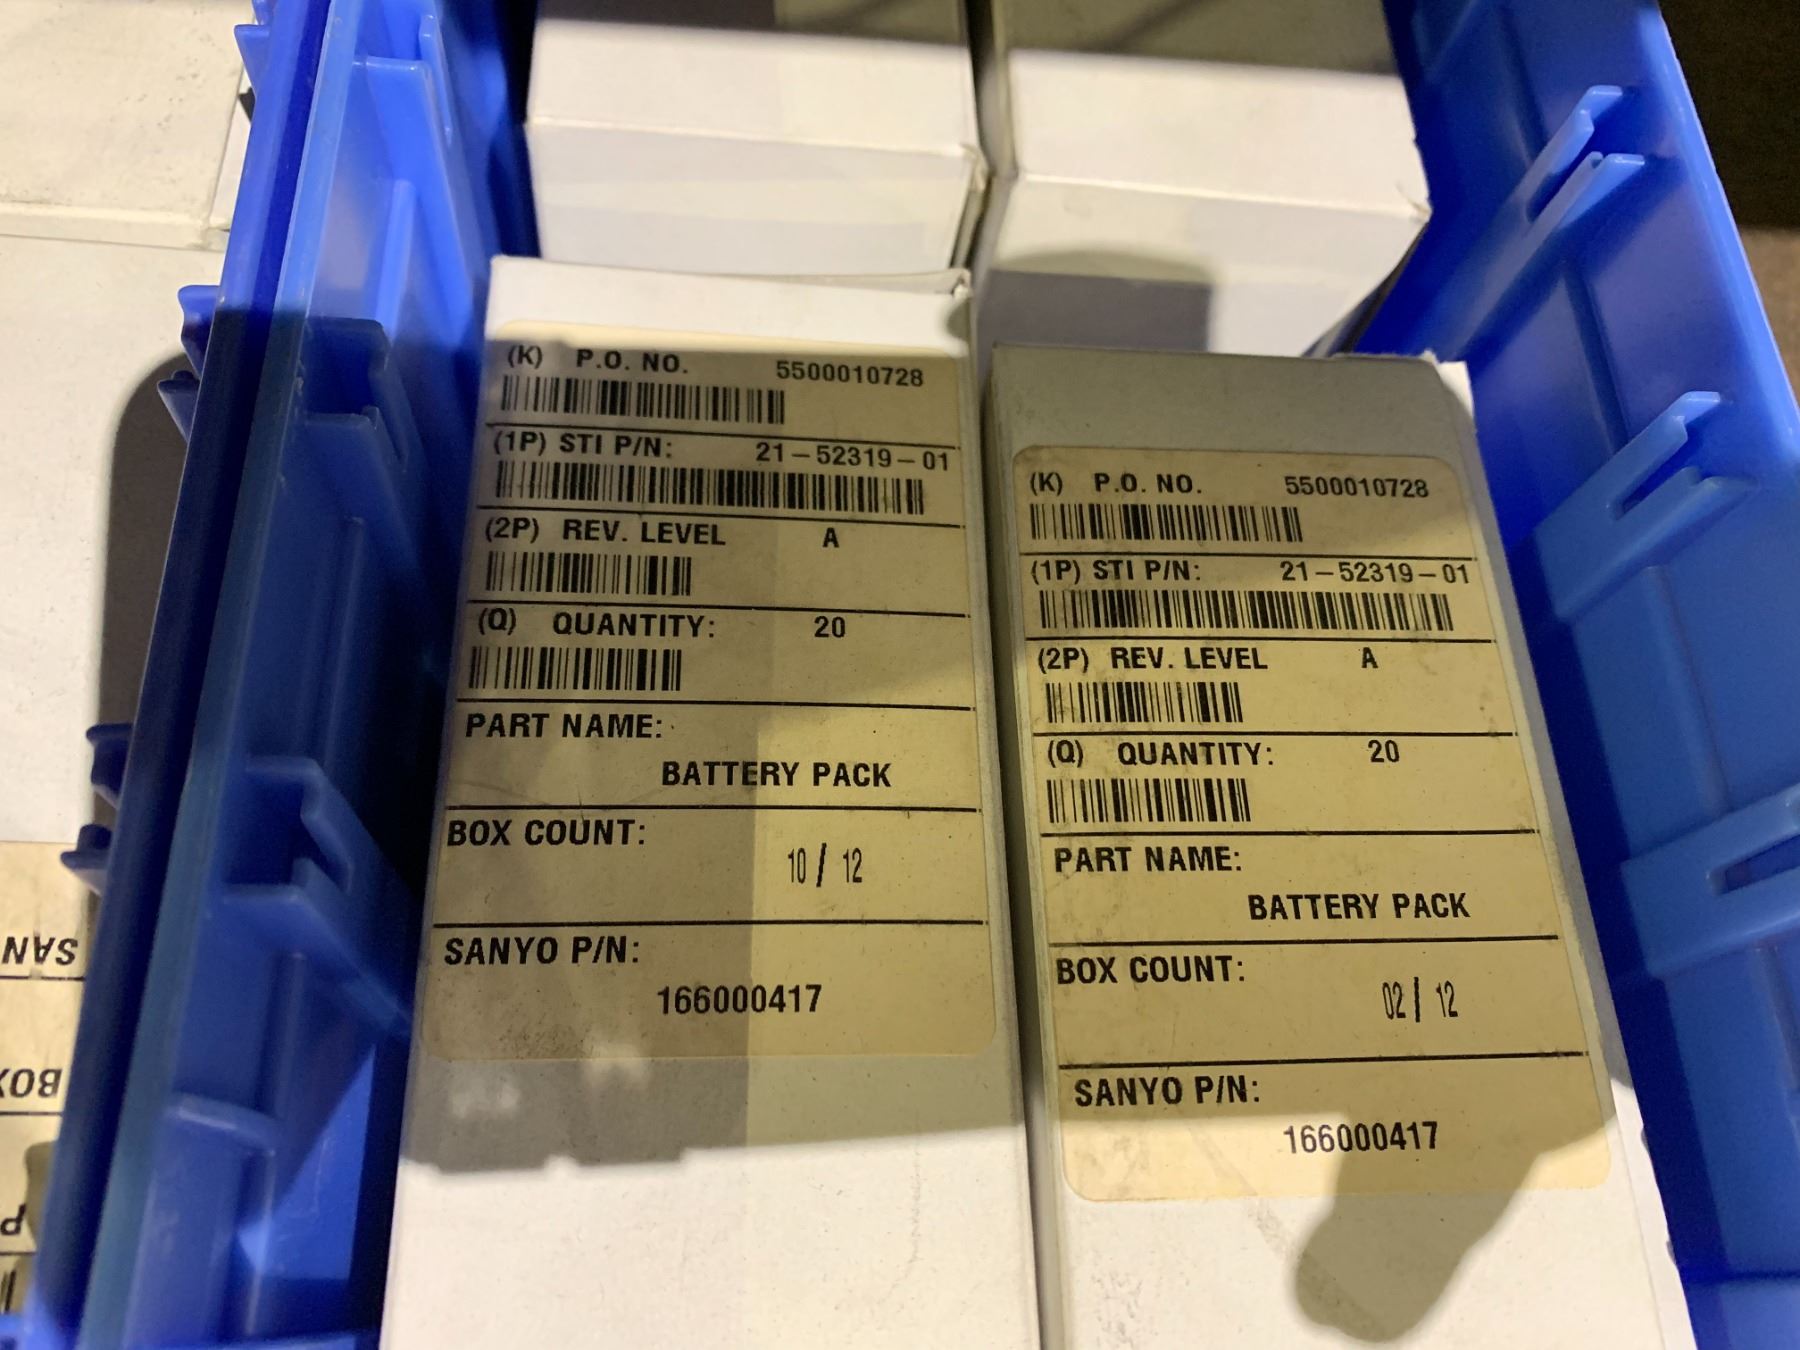 (K) P.O. NO. 5500010728
(1P) STI P/N: 21-52319-01
(2P) REV. LEVEL A
(Q) QUANTITY: 20
PART NAME:
BATTERY PACK
BOX COUNT:
10 / 12
SANYO P/N:
166000417
(K) P.O. NO. 5500010728
(1P) STI P/N: 21-52319-01
(2P) REV. LEVEL A
(Q) QUANTITY: 20
PART NAME:
BATTERY PACK
BOX COUNT:
02 / 12
SANYO P/N:
166000417
SAN
BOX
P